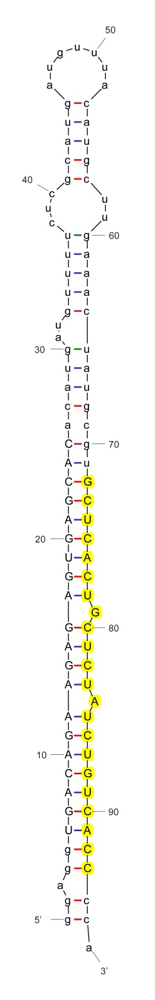 50
u
g u
u u
a a
g c
u a
a u
c g
g c
40 c u
u u
c
u g 60
u a
u a
u a
g c
u
a
30 g u
u a
a u
c g
a c
C g 70
A u
C G
G C
A U
20 G C
U A
G C
A U
G
G C 80
A U
G C
A U
A
A U
G C
10 A U
C G
A U
G C 90
U A
g C
g C
a
g c
5' g c
a
3'